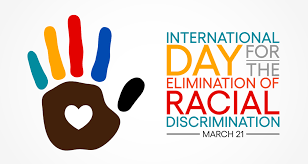 INTERNATIONAL
DAY FOR THE
ELIMINATION OF
RACIAL
DISCRIMINATION
MARCH 21